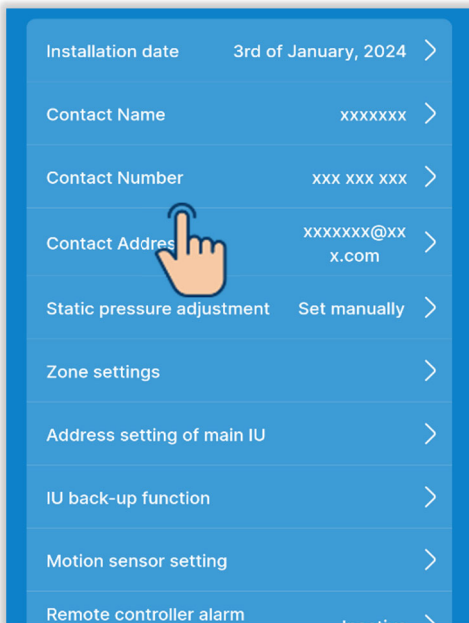 Installation date 3rd of January, 2024
Contact Name xxxxxxx
Contact Number xxx xxx xxx
Contact xxxxxxx@xx
x.com
Static pressure adjustment Set manually
Zone settings
Address setting of main IU
IU back-up function
Motion sensor setting
Remote controller alarm